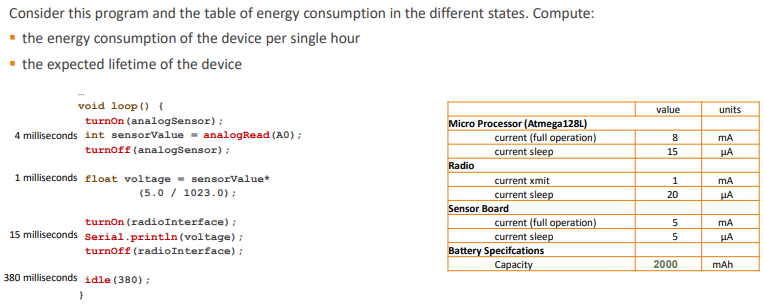 Consider this program and the table of energy consumption in the different states. Compute:
▪ the energy consumption of the device per single hour
▪ the expected lifetime of the device
…
void loop() {
turnOn(analogSensor);
4 milliseconds int sensorValue = analogRead(A0);
turnOff(analogSensor);
1 milliseconds float voltage = sensorValue*
(5.0 / 1023.0);
turnOn(radioInterface);
15 milliseconds Serial.println(voltage);
turnOff(radioInterface);
380 milliseconds idle(380);
}
value units
Micro Processor (Atmega128L)
current (full operation) 8 mA
current sleep 15 µA
Radio
current xmit 1 mA
current sleep 20 µA
Sensor Board
current (full operation) 5 mA
current sleep 5 µA
Battery Specifcations
Capacity 2000 mAh